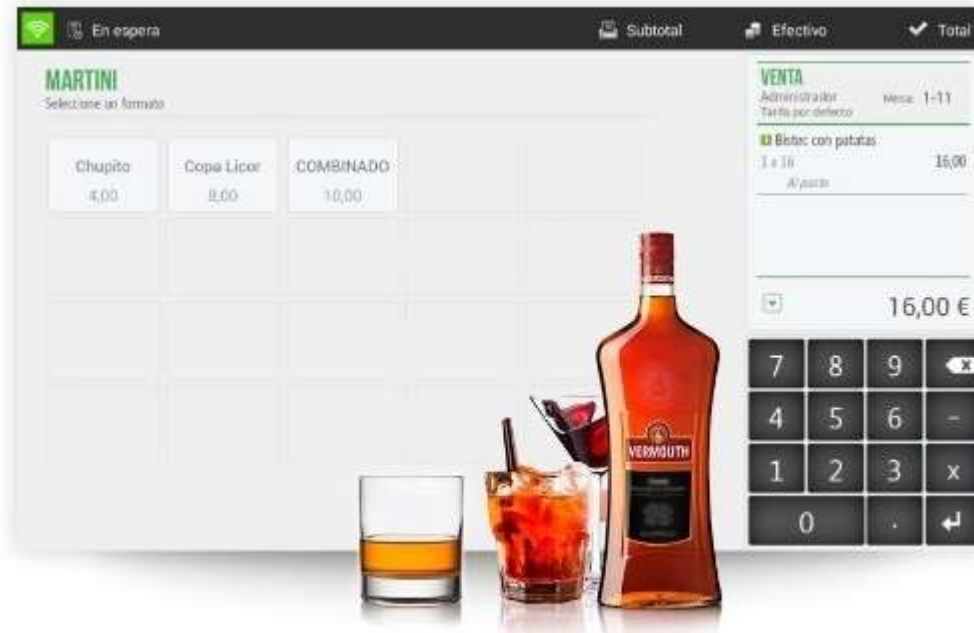 En espera
Subtotal
Efectivo
Total
MARTINI
Seleccione un formato
Chupito
4,00
Copa Licor
8,00
COMBINADO
10,00
VENTA
Administrador
Mesa: 1-11
Tarifa por defecto
Bistec con patatas
1 x 16
16,00
Al punto
16,00 €
7
8
9
x
4
5
6
-
1
2
3
x
0
.
VERMOUTH